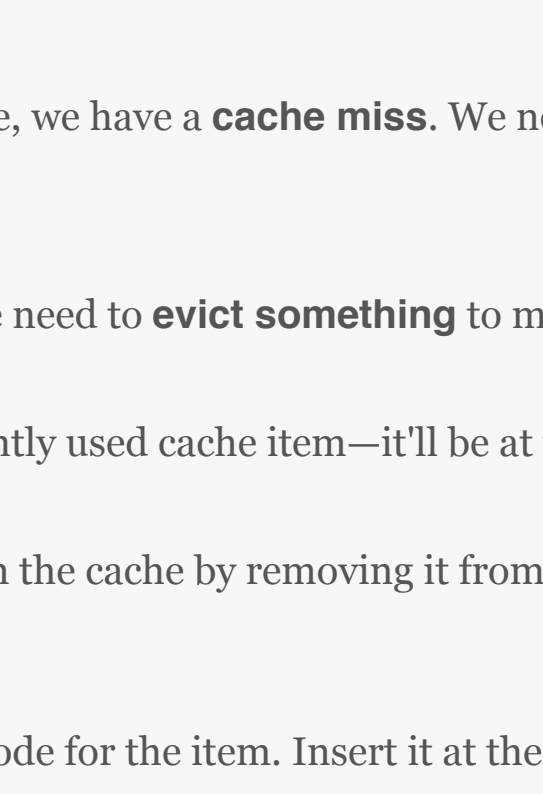 e, we have a cache miss. We ne
need to evict something to m
ntly used cache item—it'll be at
the cache by removing it from
ode for the item. Insert it at the